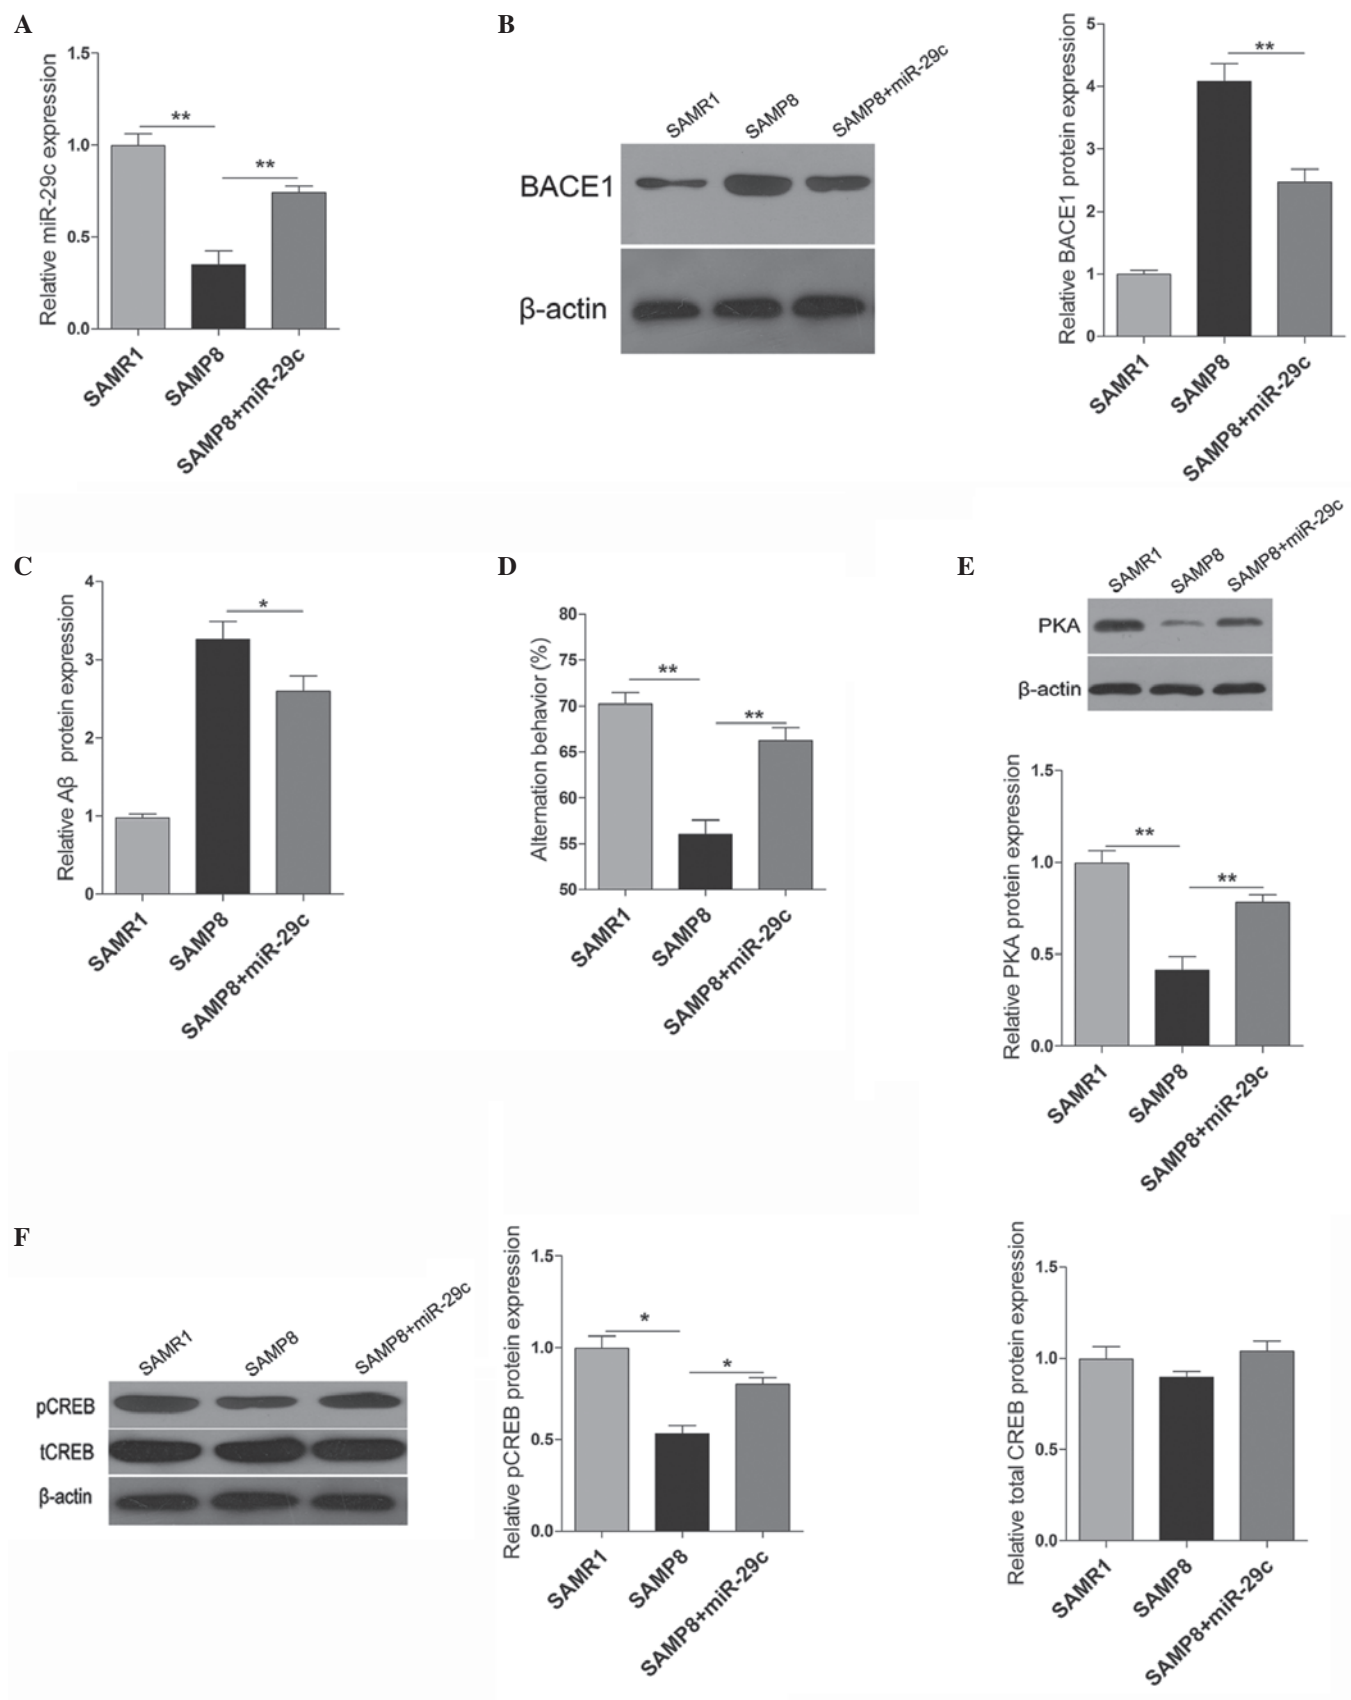 A
Relative miR-29c expression
1.5
1.0
0.5
0.0
**
**
SAMR1
SAMP8
SAMP8+miR-29c
B
SAMR1
SAMP8
SAMP8+miR-29c
BACE1
β-actin
Relative BACE1 protein expression
5
4
3
2
1
0
**
SAMR1
SAMP8
SAMP8+miR-29c
C
Relative Aβ protein expression
4
3
2
1
0
*
SAMR1
SAMP8
SAMP8+miR-29c
D
Alternation behavior (%)
80
75
70
65
60
55
50
**
**
SAMR1
SAMP8
SAMP8+miR-29c
E
SAMR1
SAMP8
SAMP8+miR-29c
PKA
β-actin
Relative PKA protein expression
1.5
1.0
0.5
0.0
**
**
SAMR1
SAMP8
SAMP8+miR-29c
F
SAMR1
SAMP8
SAMP8+miR-29c
pCREB
tCREB
β-actin
Relative pCREB protein expression
1.5
1.0
0.5
0.0
*
*
SAMR1
SAMP8
SAMP8+miR-29c
Relative total CREB protein expression
1.5
1.0
0.5
0.0
SAMR1
SAMP8
SAMP8+miR-29c